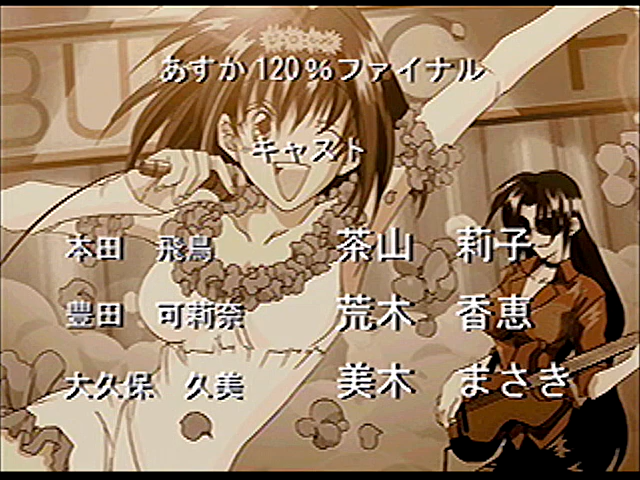 BURNING
あすか120%ファイナル
キャスト
本田 飛鳥 茶山 莉子
豊田 可莉奈 荒木 香恵
大久保 久美 美木 まさき